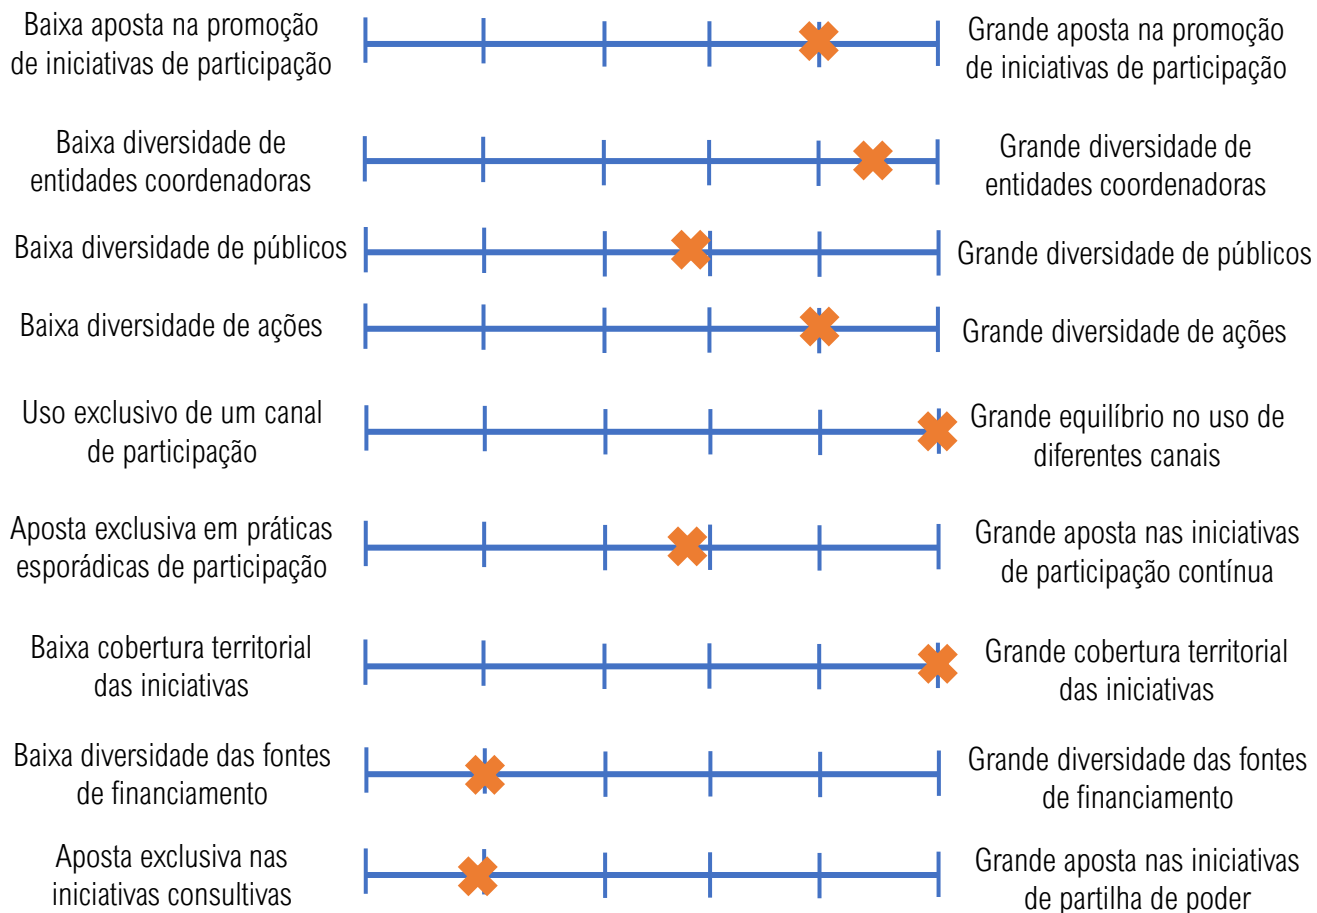 Baixa aposta na promoção
de iniciativas de participação
Grande aposta na promoção
de iniciativas de participação
Baixa diversidade de
entidades coordenadoras
Grande diversidade de
entidades coordenadoras
Baixa diversidade de públicos
Grande diversidade de públicos
Baixa diversidade de ações
Grande diversidade de ações
Uso exclusivo de um canal
de participação
Grande equilíbrio no uso de
diferentes canais
Aposta exclusiva em práticas
esporádicas de participação
Grande aposta nas iniciativas
de participação contínua
Baixa cobertura territorial
das iniciativas
Grande cobertura territorial
das iniciativas
Baixa diversidade das fontes
de financiamento
Grande diversidade das fontes
de financiamento
Aposta exclusiva nas
iniciativas consultivas
Grande aposta nas iniciativas
de partilha de poder